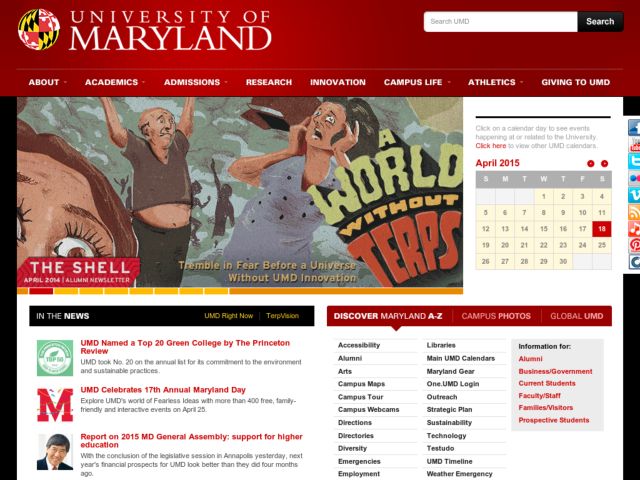 UNIVERSITY OF
MARYLAND
Search UMD
Search
ABOUT
ACADEMICS
ADMISSIONS
RESEARCH
INNOVATION
CAMPUS LIFE
ATHLETICS
GIVING TO UMD
A
WORLD
WITHOUT
TERPS
THE SHELL
APRIL 2014 | ALUMNI NEWSLETTER
Tremble in Fear Before a Universe
Without UMD Innovation
Click on a calendar day to see events
happening at or related to the University.
Click here to view other UMD calendars.
April 2015
S M T W T F S
1 2 3 4
5 6 7 8 9 10 11
12 13 14 15 16 17 18
19 20 21 22 23 24 25
26 27 28 29 30
IN THE NEWS
UMD Right Now
TerpVision
UMD Named a Top 20 Green College by The Princeton
Review
UMD took No. 20 on the annual list for its commitment to the environment
and sustainable practices.
UMD Celebrates 17th Annual Maryland Day
Explore UMD's world of Fearless Ideas with more than 400 free, family-
friendly and interactive events on April 25.
Report on 2015 MD General Assembly: support for higher
education
With the conclusion of the legislative session in Annapolis yesterday, next
year's financial prospects for UMD look better than they did four months
ago.
DISCOVER MARYLAND A-Z
CAMPUS PHOTOS
GLOBAL UMD
Accessibility
Alumni
Arts
Campus Maps
Campus Tour
Campus Webcams
Directions
Directories
Diversity
Emergencies
Employment
Libraries
Main UMD Calendars
Maryland Gear
One.UMD Login
Outreach
Strategic Plan
Sustainability
Technology
Testudo
UMD Timeline
Weather Emergency
Information for:
Alumni
Business/Government
Current Students
Faculty/Staff
Families/Visitors
Prospective Students